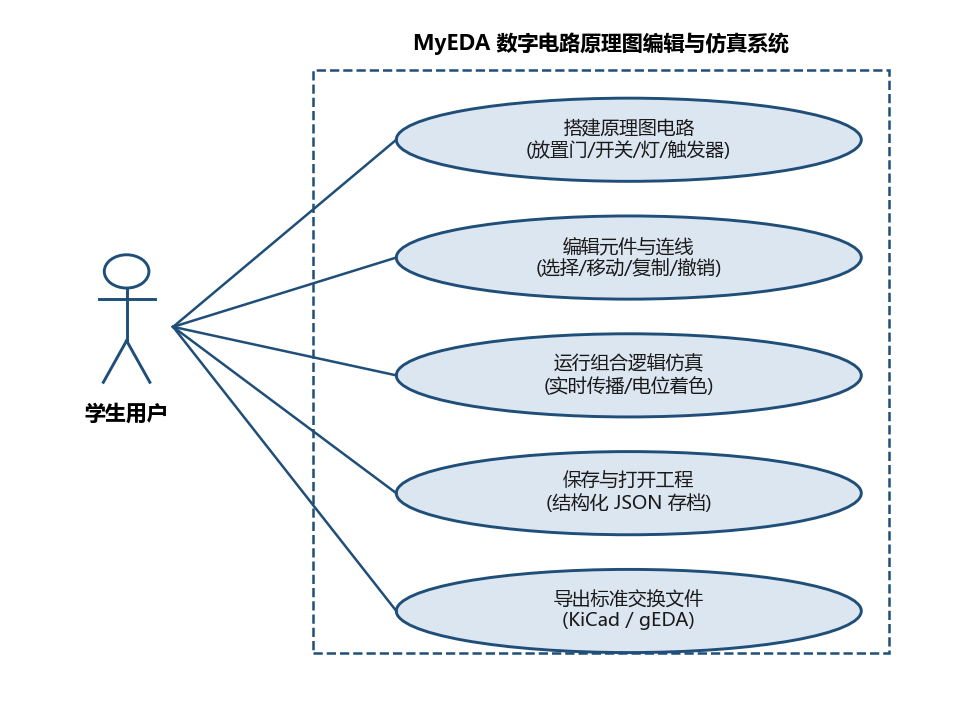 MyEDA 数字电路原理图编辑与仿真系统
搭建原理图电路
(放置门/开关/灯/触发器)
编辑元件与连线
(选择/移动/复制/撤销)
运行组合逻辑仿真
(实时传播/电位着色)
学生用户
保存与打开工程
(结构化 JSON 存档)
导出标准交换文件
(KiCad / gEDA)